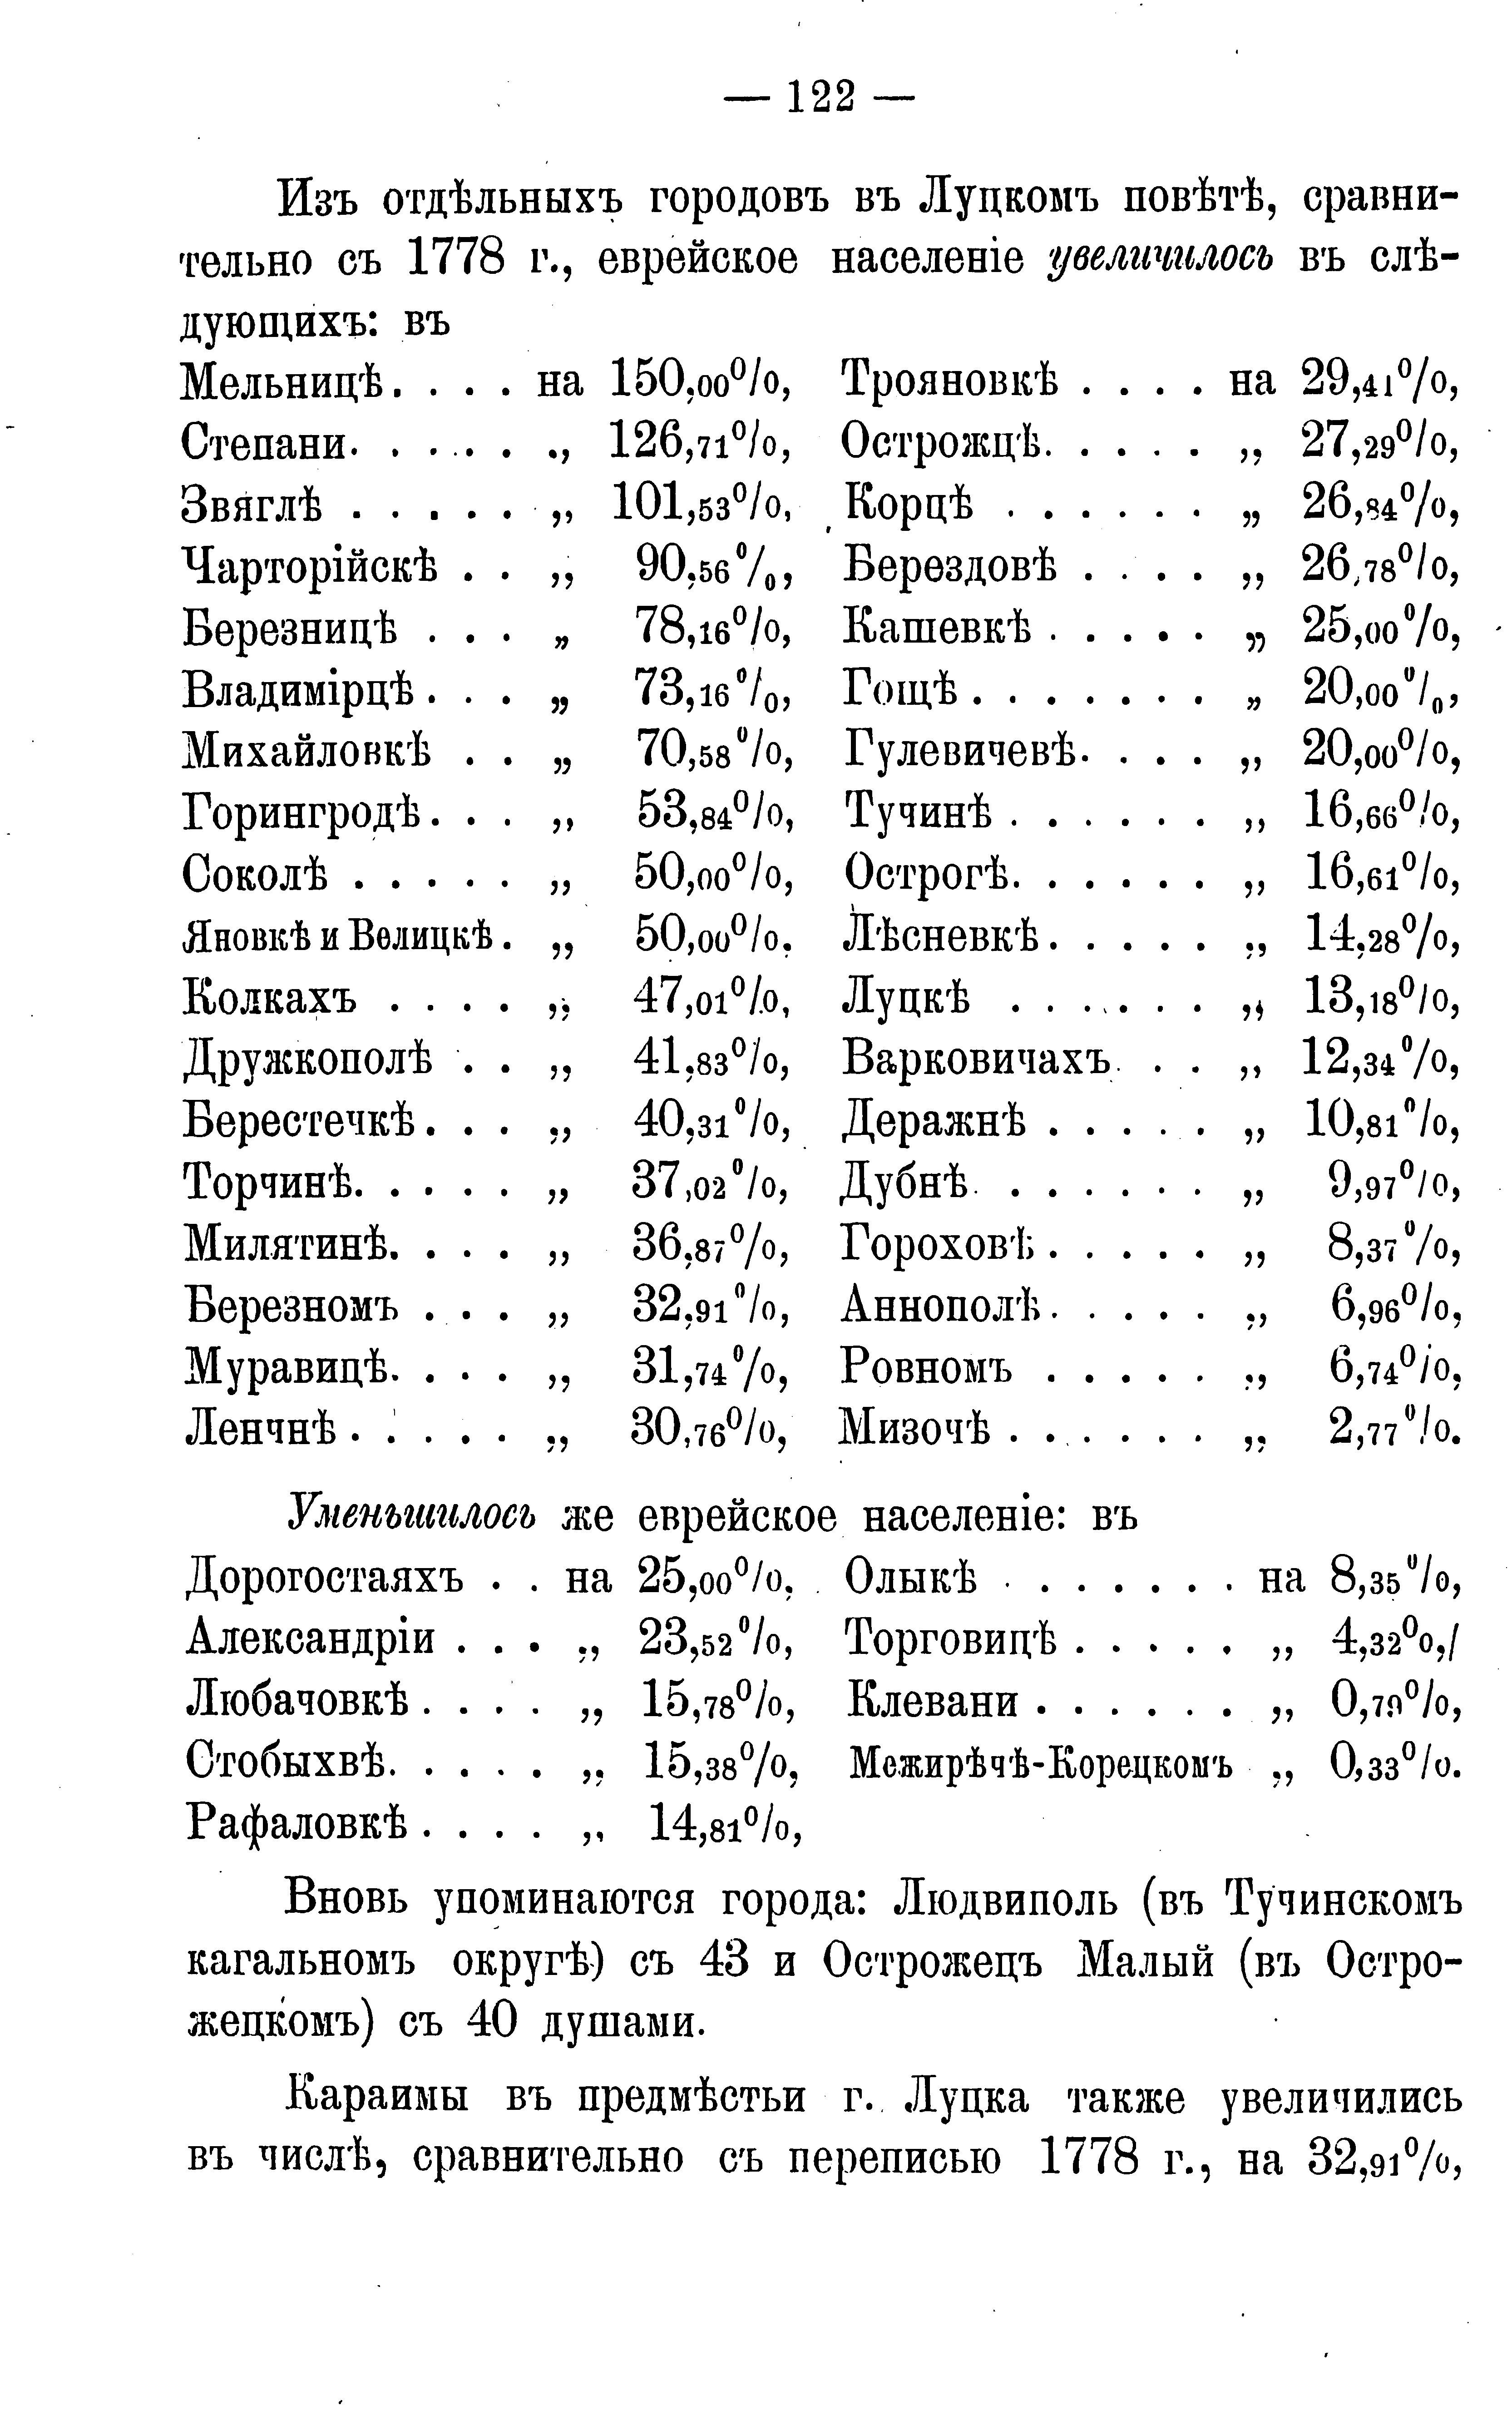 — 122 —
Изъ отдѣльныхъ городовъ въ Луцкомъ повѣтѣ, сравни-
тельно съ 1778 г., еврейское населеніе увеличилось въ слѣ-
дующихъ: въ
Мельницѣ. . . . на 150,00%, Трояновкѣ . . . . на 29,41%,
Степани. . . . . . „ 126,71%, Острожцѣ. . . . . „ 27,29%,
Звяглѣ . . . . . „ 101,53%, Корцѣ . . . . . . „ 26,84%,
Чарторійскѣ . . „ 90,56%, Берездовѣ . . . . „ 26,78%,
Березницѣ . . . „ 78,16%, Кашевкѣ . . . . . „ 25,00%,
Владимірцѣ . . . „ 73,16%, Гощѣ . . . . . . . „ 20,00%,
Михайловкѣ . . „ 70,58%, Гулевичевѣ. . . . „ 20,00%,
Горингродѣ. . . „ 53,84%, Тучинѣ . . . . . . „ 16,66%,
Соколѣ . . . . . „ 50,00%, Острогѣ. . . . . . „ 16,61%,
Яновкѣ и Велицкѣ . „ 50,00%, Лѣсневкѣ. . . . . „ 14,28%,
Колкахъ . . . . „ 47,01%, Луцкѣ . . . . . . „ 13,18%,
Дружкополѣ . . „ 41,83%, Варковичахъ . . . „ 12,34%,
Берестечкѣ. . . „ 40,31%, Деражнѣ . . . . . „ 10,81%,
Торчинѣ. . . . . „ 37,02%, Дубнѣ . . . . . . . „ 9,97%,
Милятинѣ. . . . „ 36,87%, Гороховѣ . . . . . „ 8,37%,
Березномъ . . . „ 32,91%, Аннополѣ. . . . . „ 6,96%,
Муравицѣ. . . . „ 31,74%, Ровномъ . . . . . „ 6,74%,
Ленчнѣ . . . . . „ 30,76%, Мизочѣ . . . . . . „ 2,77%.
Уменьшилось же еврейское населеніе: въ
Дорогостаяхъ . . на 25,00%, Олыкѣ . . . . . . . на 8,35%,
Александріи . . . „ 23,52%, Торговицѣ . . . . . „ 4,32⁰₀,/
Любачовкѣ . . . . „ 15,78%, Клевани . . . . . . „ 0,79%,
Стобыхвѣ. . . . . „ 15,38%, Межирѣчѣ-Корецкомъ „ 0,33%.
Рафаловкѣ . . . . „ 14,81%,
Вновь упоминаются города: Людвиполь (въ Тучинскомъ
кагальномъ округѣ) съ 43 и Острожецъ Малый (въ Остро-
жецкомъ) съ 40 душами.
Караимы въ предмѣстьи г. Луцка также увеличились
въ числѣ, сравнительно съ переписью 1778 г., на 32,91%,